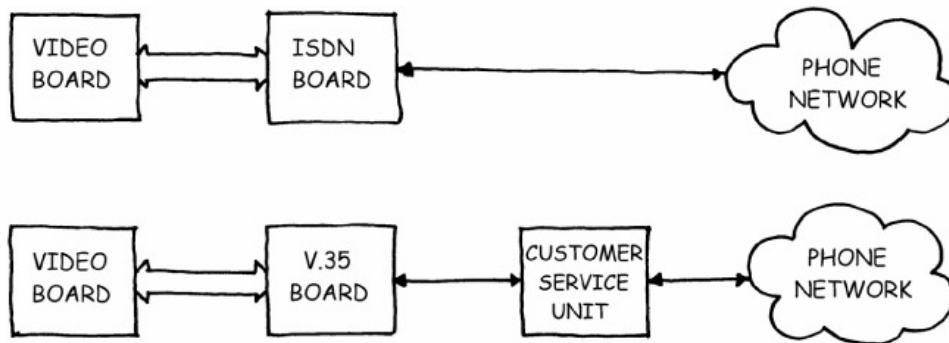 VIDEO
BOARD
ISDN
BOARD
PHONE
NETWORK
VIDEO
BOARD
V.35
BOARD
CUSTOMER
SERVICE
UNIT
PHONE
NETWORK